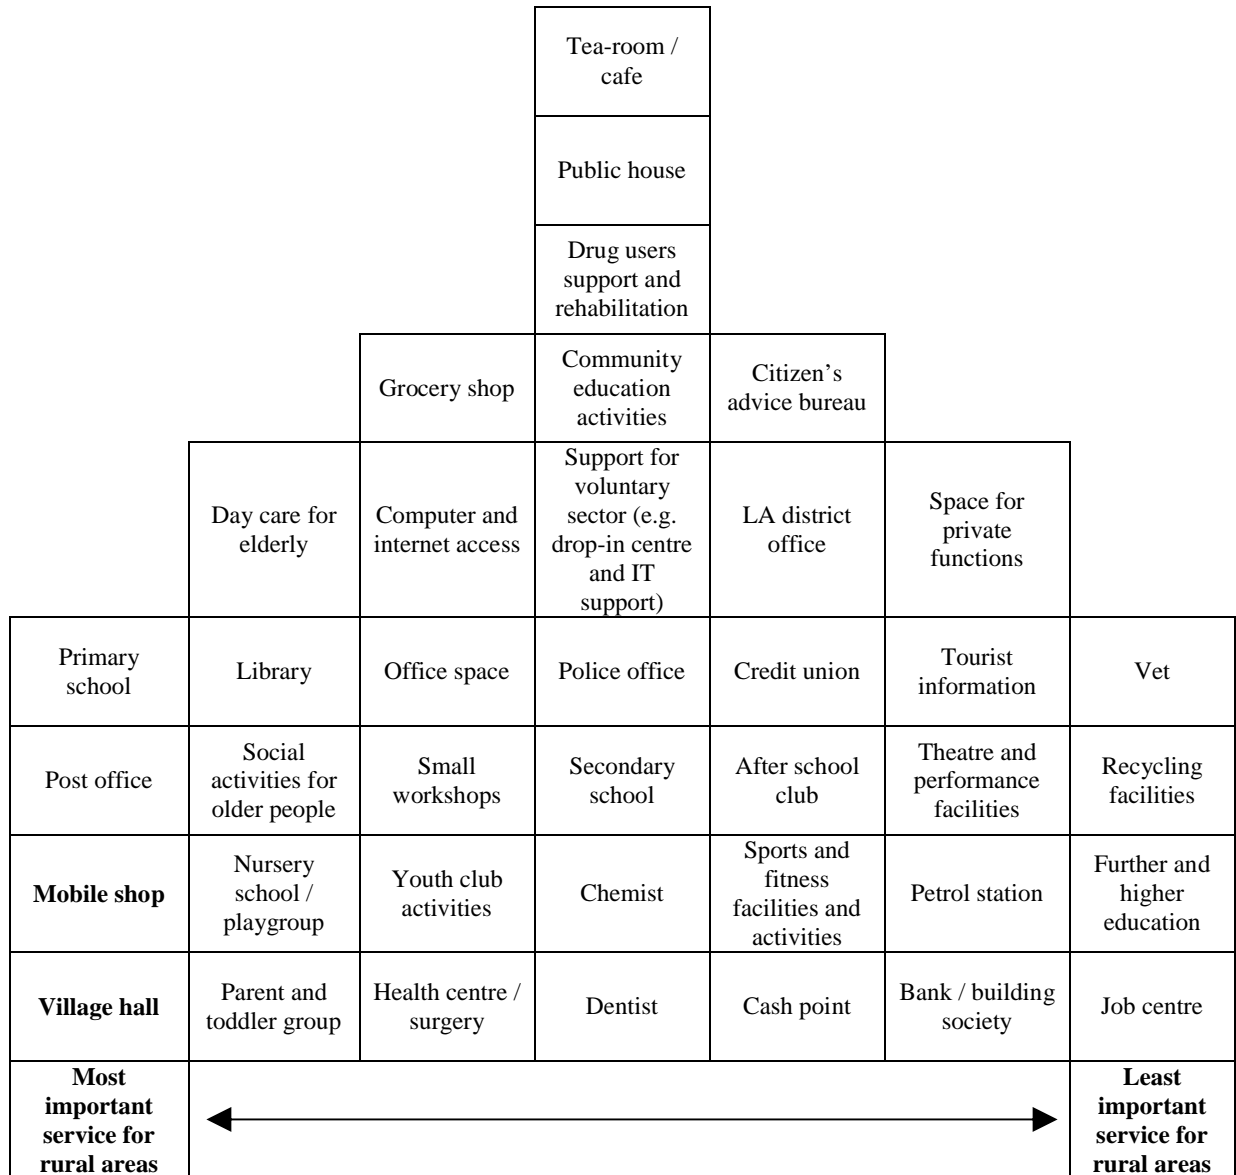 Tea-room /
cafe
Public house
Drug users
support and
rehabilitation
Grocery shop
Community
education
activities
Citizen’s
advice bureau
Day care for
elderly
Computer and
internet access
Support for
voluntary
sector (e.g.
drop-in centre
and IT
support)
LA district
office
Space for
private
functions
Primary
school
Library
Office space
Police office
Credit union
Tourist
information
Vet
Post office
Social
activities for
older people
Small
workshops
Secondary
school
After school
club
Theatre and
performance
facilities
Recycling
facilities
Mobile shop
Nursery
school /
playgroup
Youth club
activities
Chemist
Sports and
fitness
facilities and
activities
Petrol station
Further and
higher
education
Village hall
Parent and
toddler group
Health centre /
surgery
Dentist
Cash point
Bank / building
society
Job centre
Most
important
service for
rural areas
Least
important
service for
rural areas